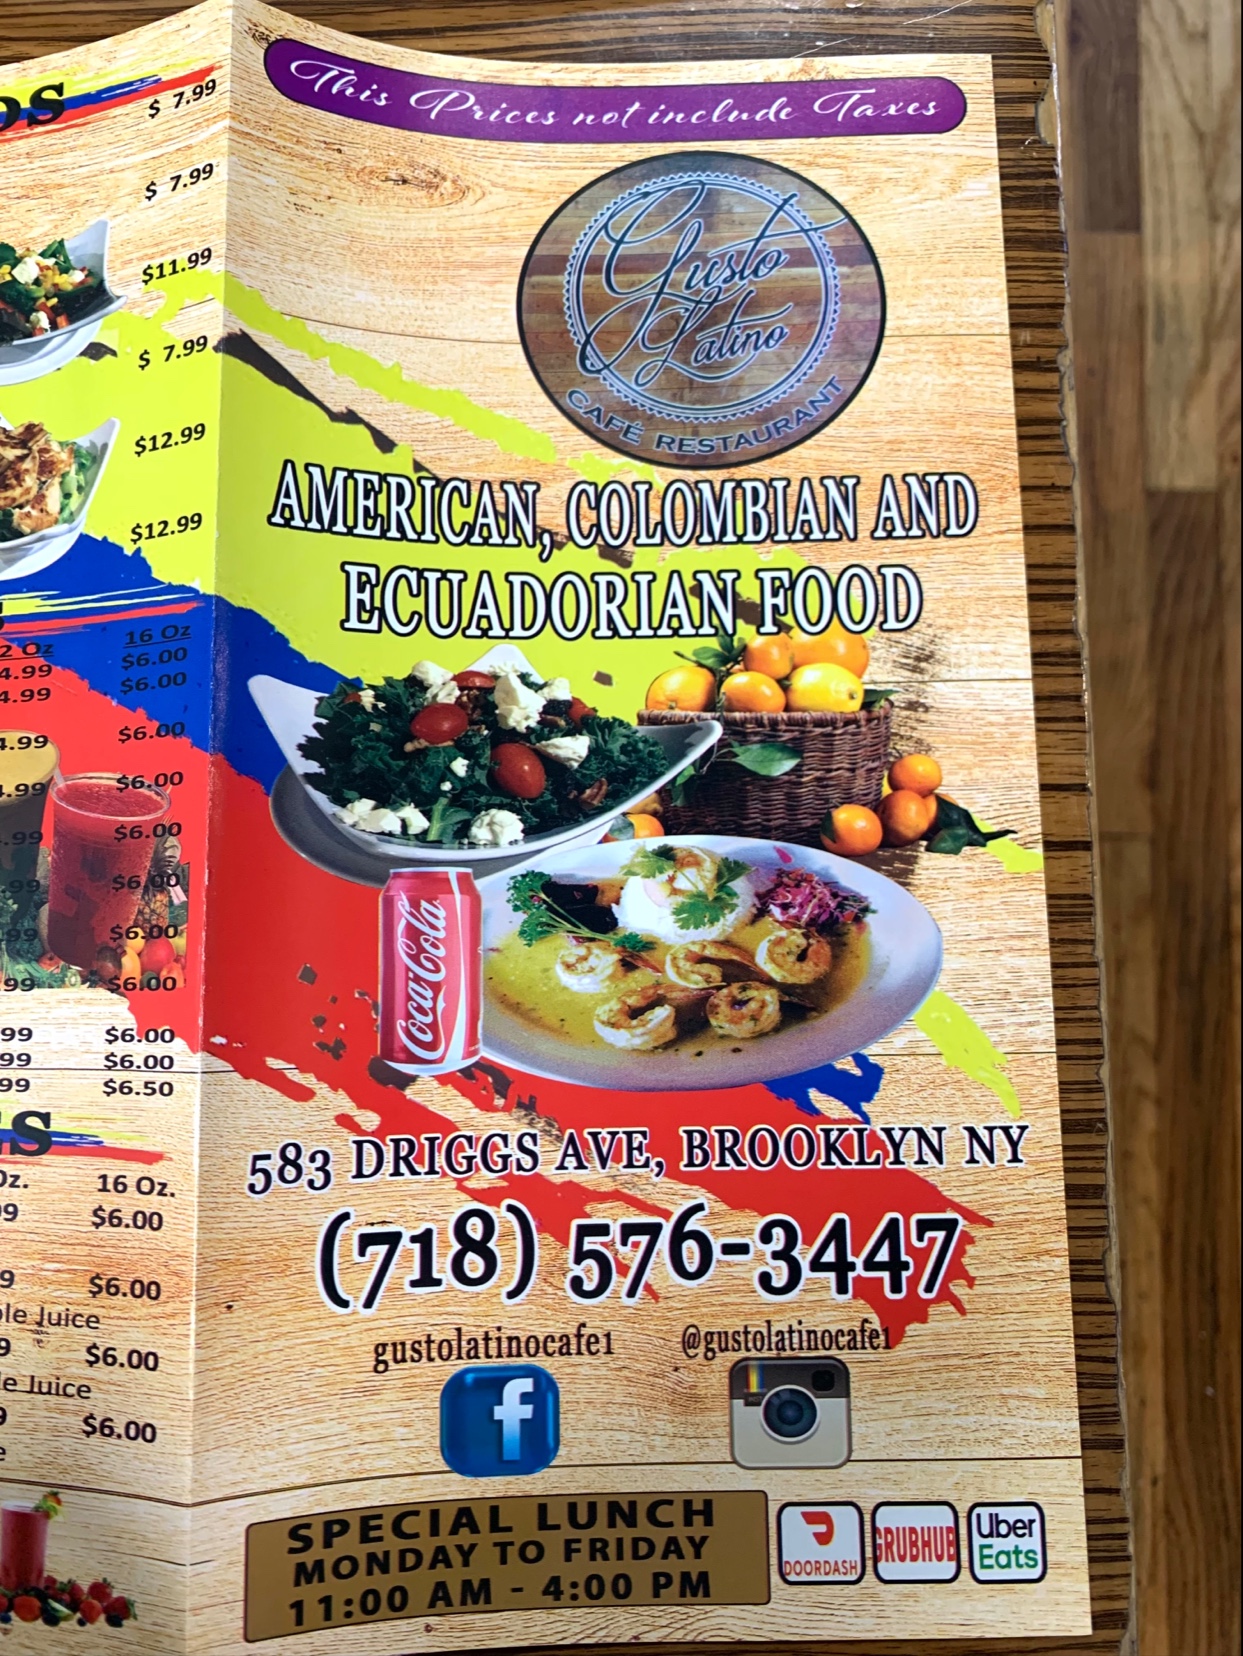 $ 7.99
$ 7.99
$11.99
$ 7.99
$12.99
$12.99
16 Oz
$6.00
$6.00
$6.00
$6.00
$6.00
$6.00
$6.00
$6.00
$6.00
$6.00
$6.50
16 Oz.
$6.00
$6.00
Juice
$6.00
Juice
$6.00
This Prices not include Taxes
Gusto
Latino
CAFÉ RESTAURANT
AMERICAN, COLOMBIAN AND
ECUADORIAN FOOD
Coca-Cola
583 DRIGGS AVE, BROOKLYN NY
(718) 576-3447
gustolatinocafe1
@gustolatinocafe1
f
SPECIAL LUNCH
MONDAY TO FRIDAY
11:00 AM - 4:00 PM
DOORDASH
GRUBHUB
Uber
Eats